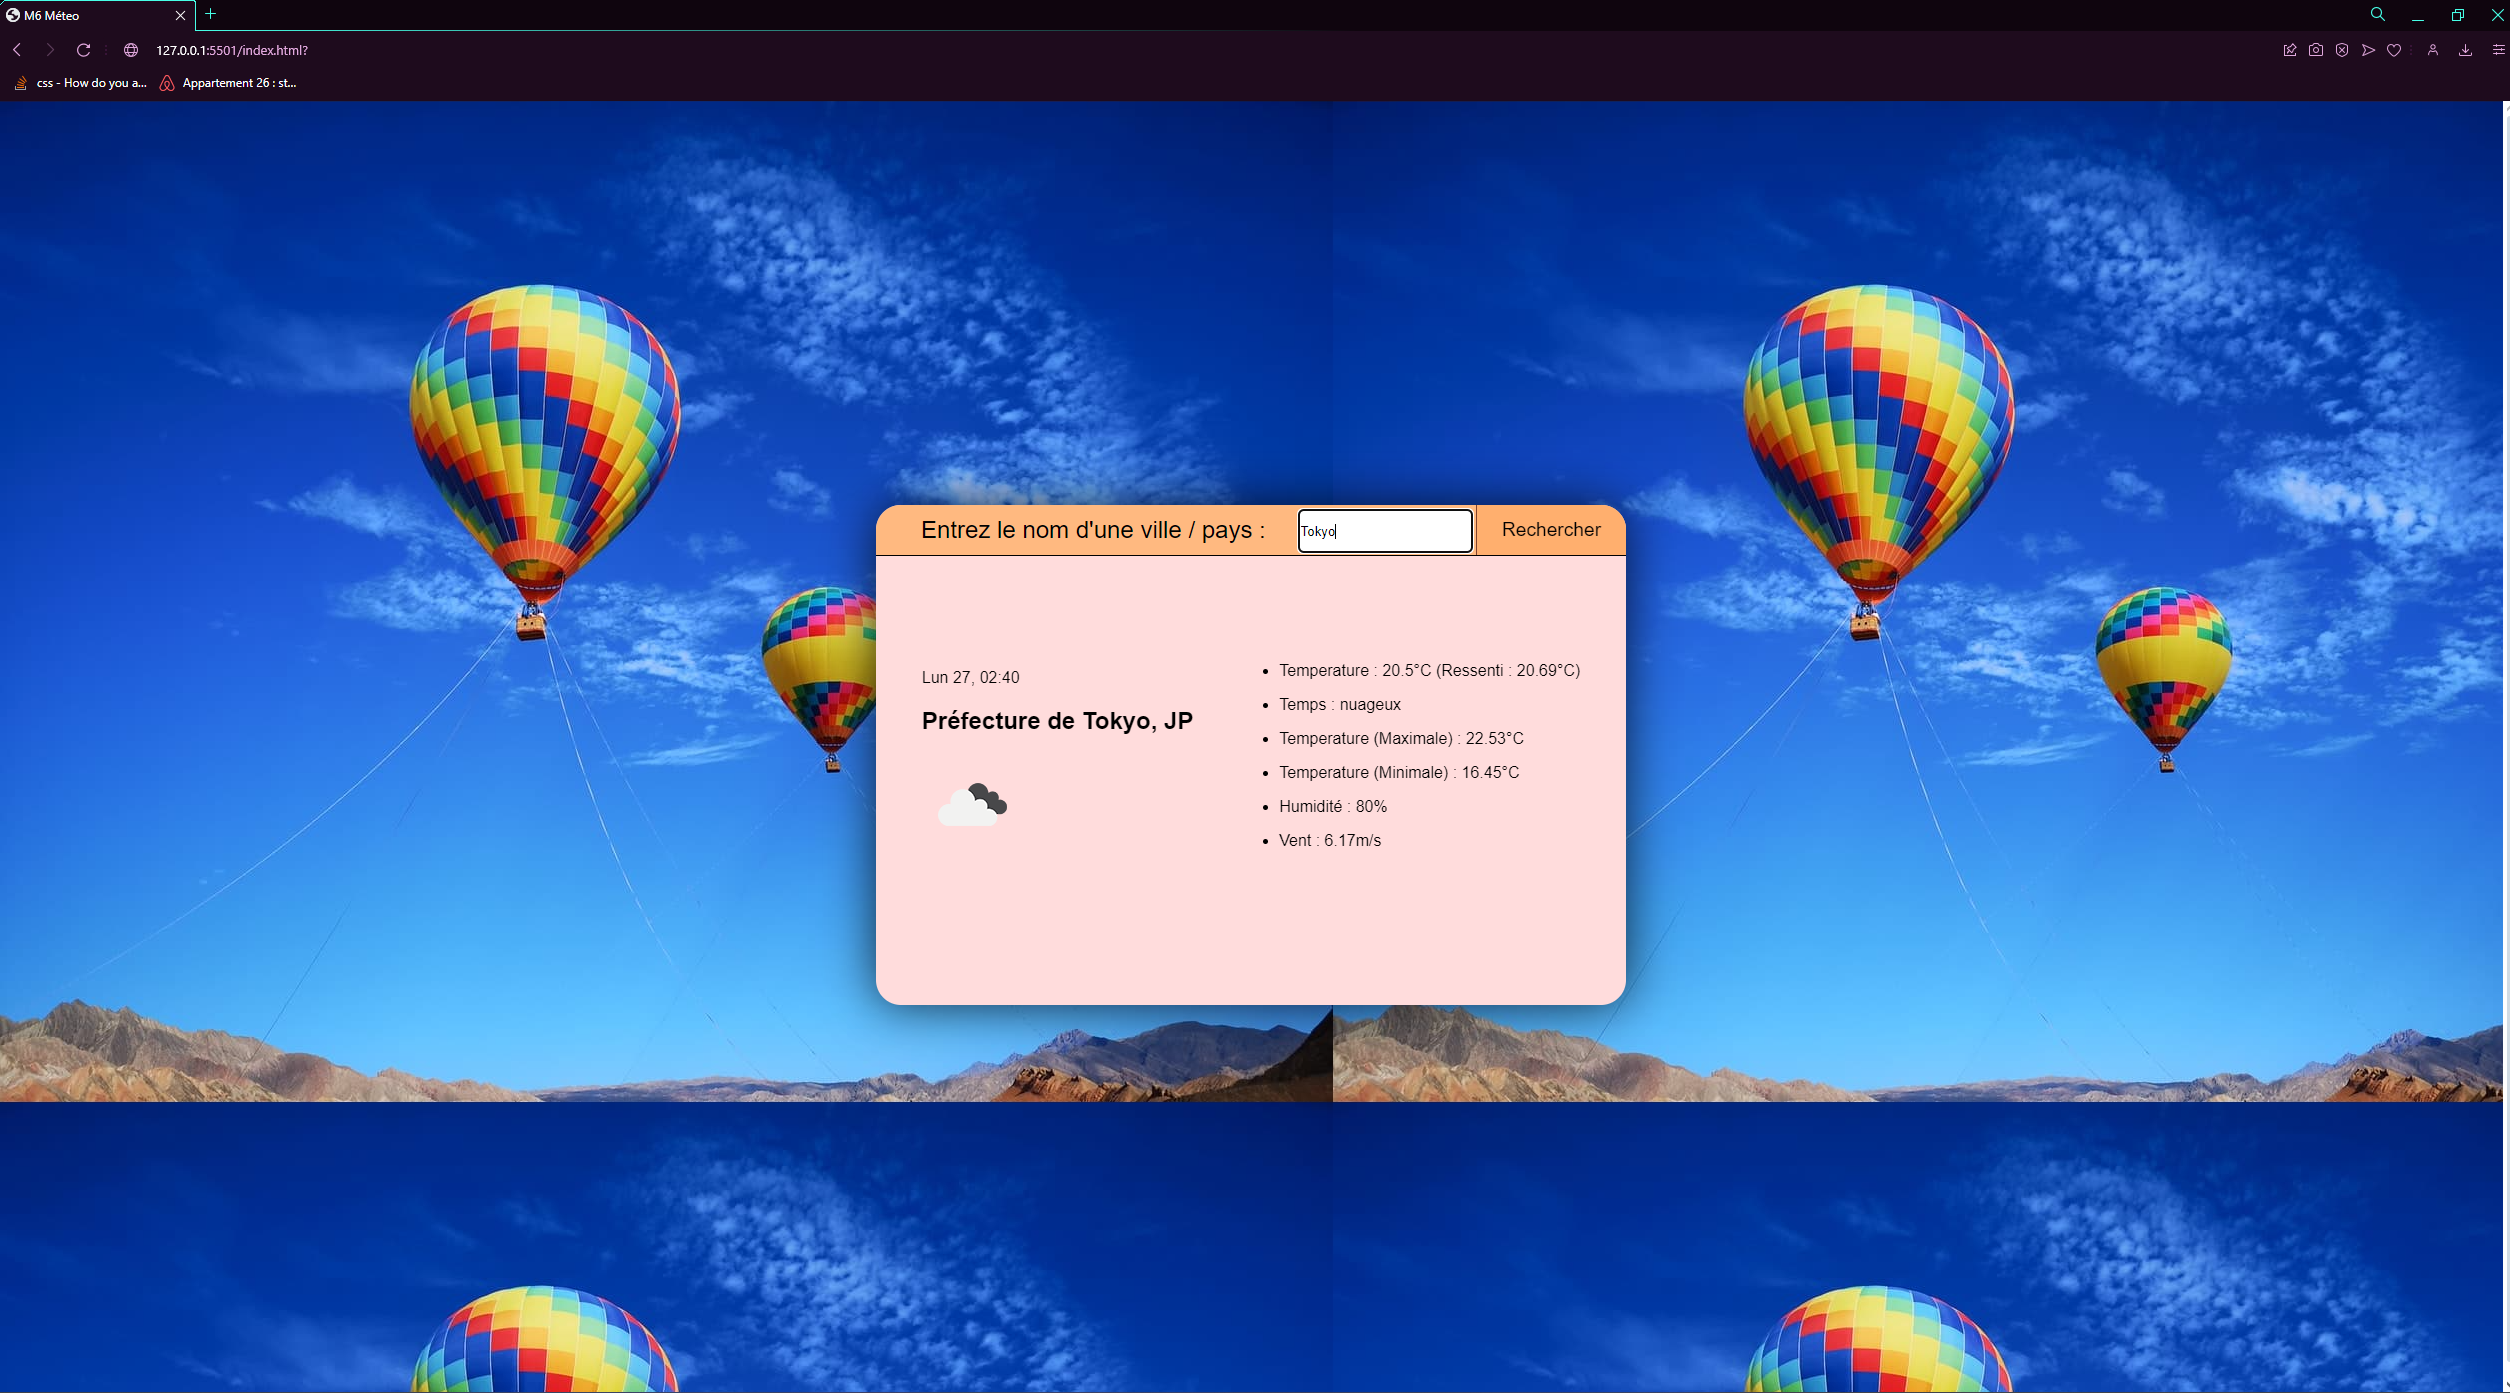 M6 Méteo
127.0.0.1:5501/index.html?
css - How do you a...
Appartement 26 : st...
Entrez le nom d'une ville / pays :
Tokyo
Rechercher
Lun 27, 02:40
Préfecture de Tokyo, JP
Temperature : 20.5°C (Ressenti : 20.69°C)
Temps : nuageux
Temperature (Maximale) : 22.53°C
Temperature (Minimale) : 16.45°C
Humidité : 80%
Vent : 6.17m/s